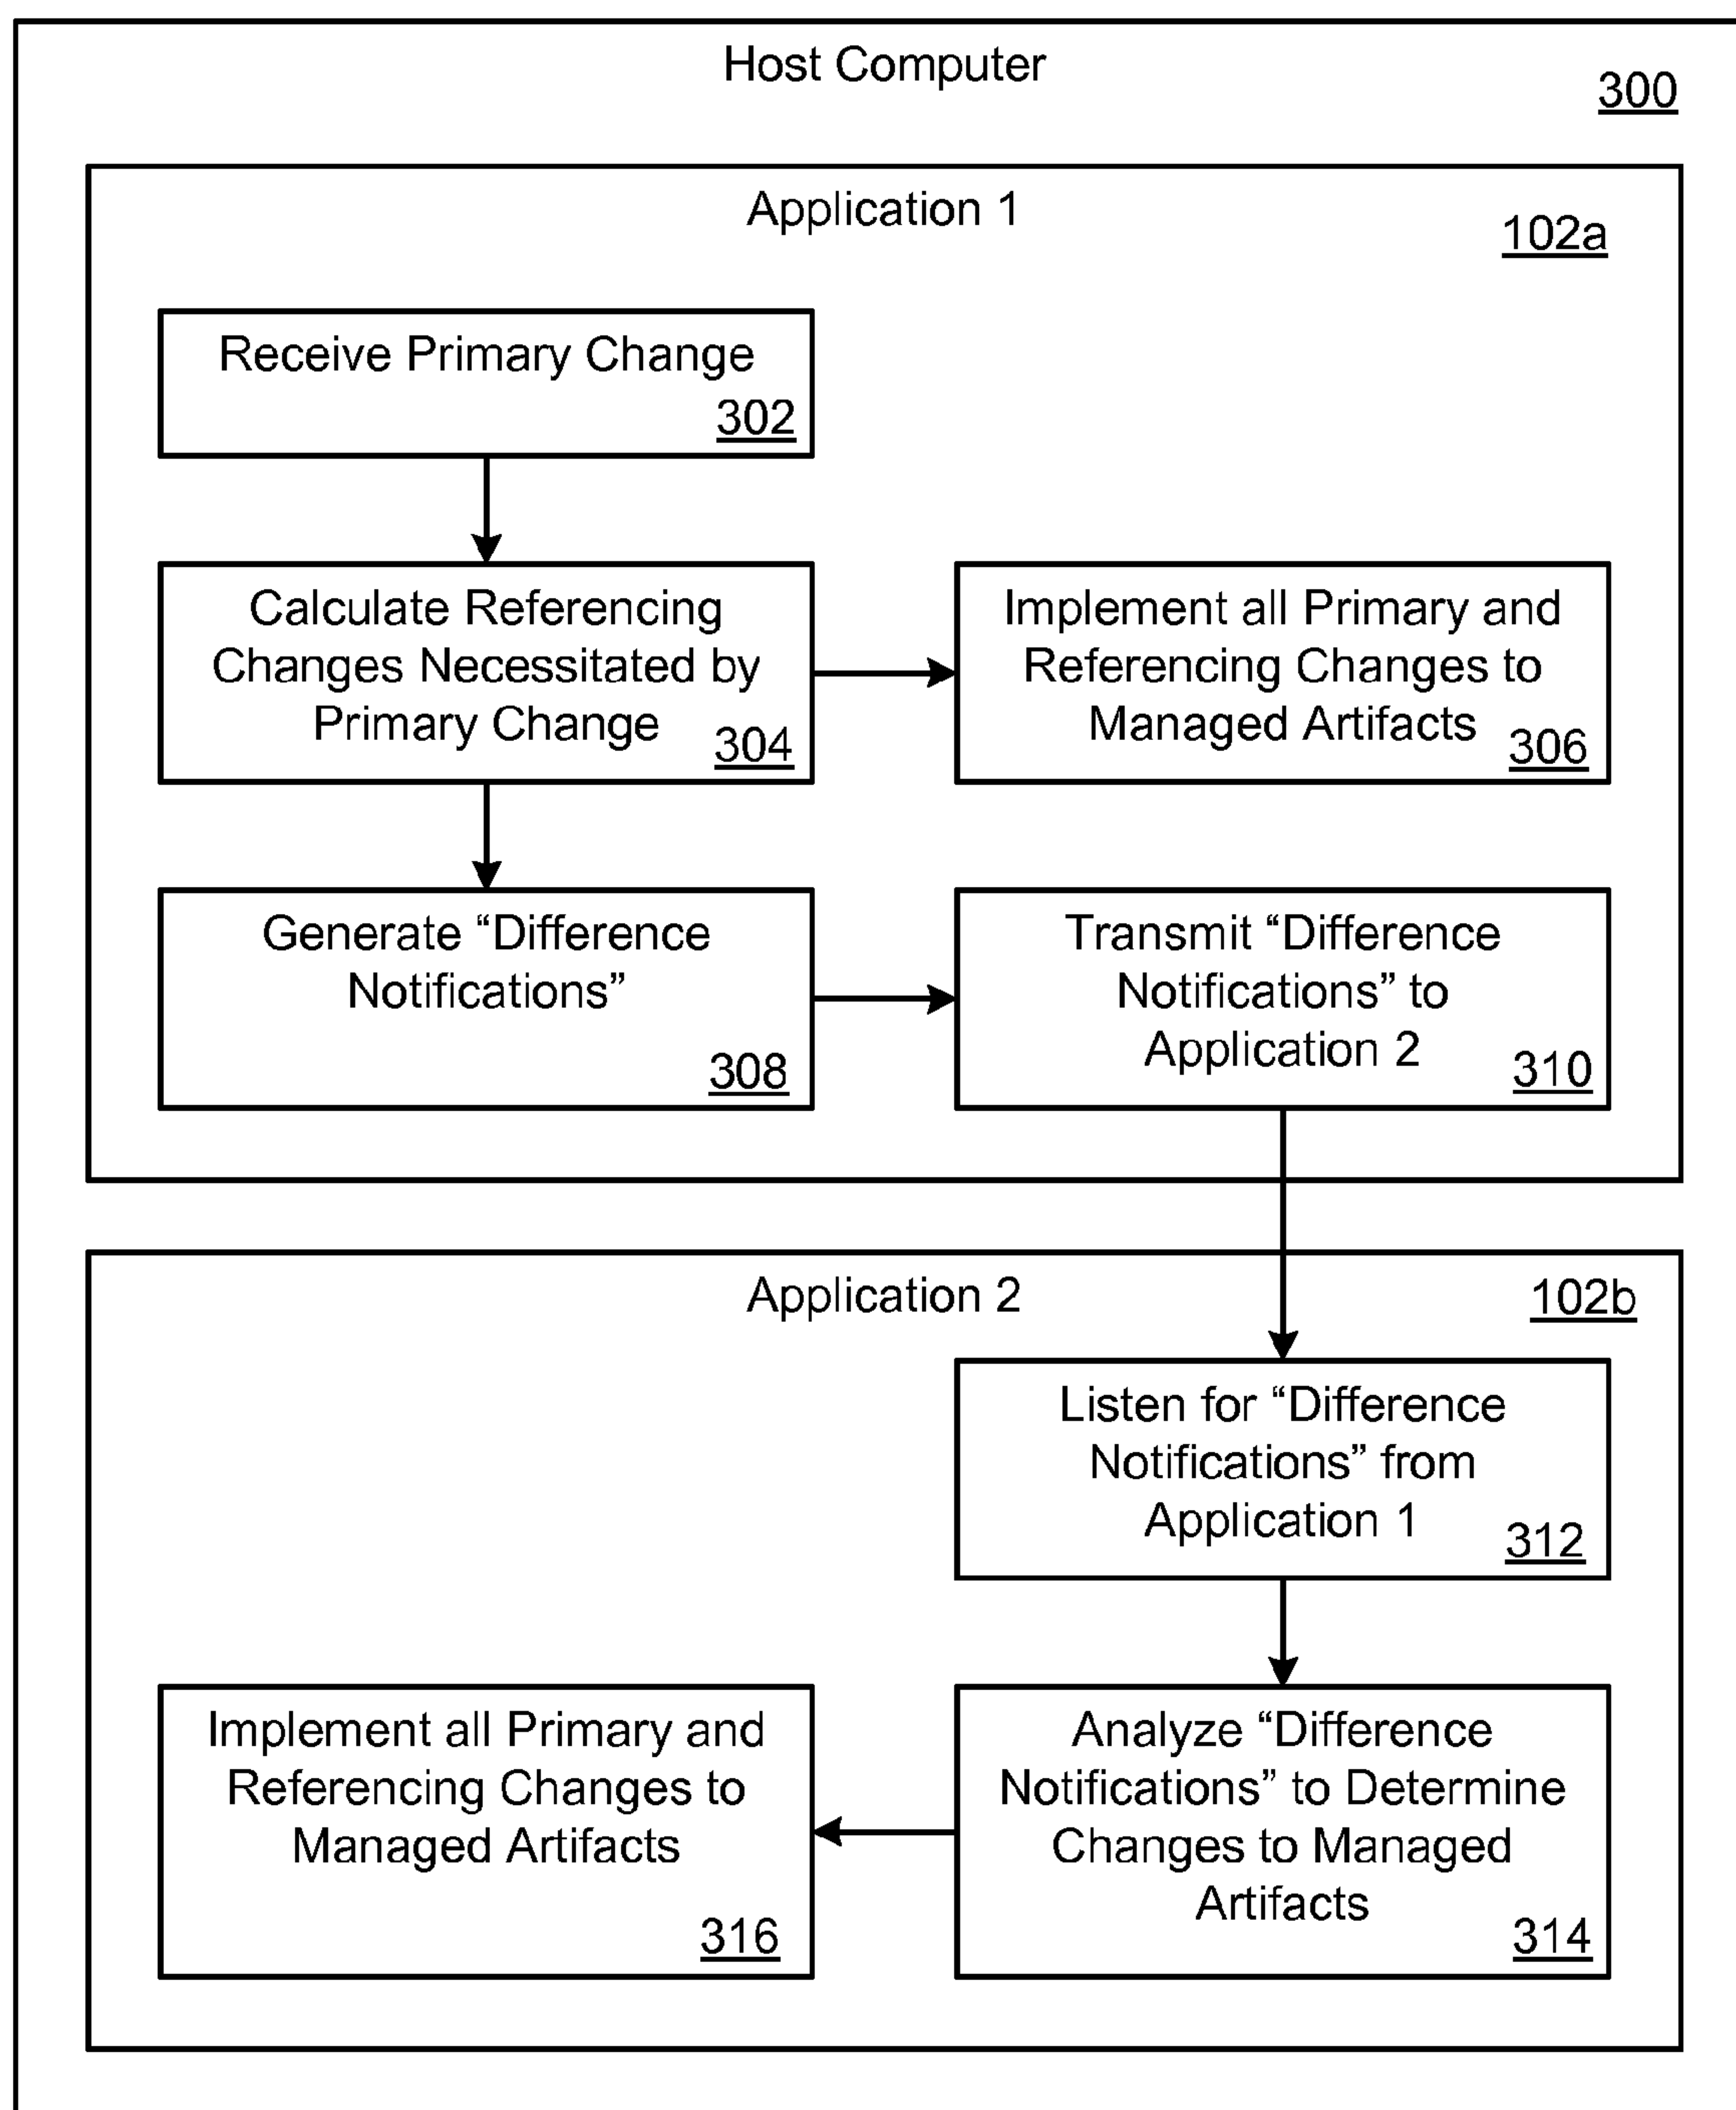 Host Computer
300
Application 1
102a
Receive Primary Change
302
Calculate Referencing
Changes Necessitated by
Primary Change
304
Implement all Primary and
Referencing Changes to
Managed Artifacts
306
Generate “Difference
Notifications”
308
Transmit “Difference
Notifications” to
Application 2
310
Application 2
102b
Listen for “Difference
Notifications” from
Application 1
312
Implement all Primary and
Referencing Changes to
Managed Artifacts
316
Analyze “Difference
Notifications” to Determine
Changes to Managed
Artifacts
314